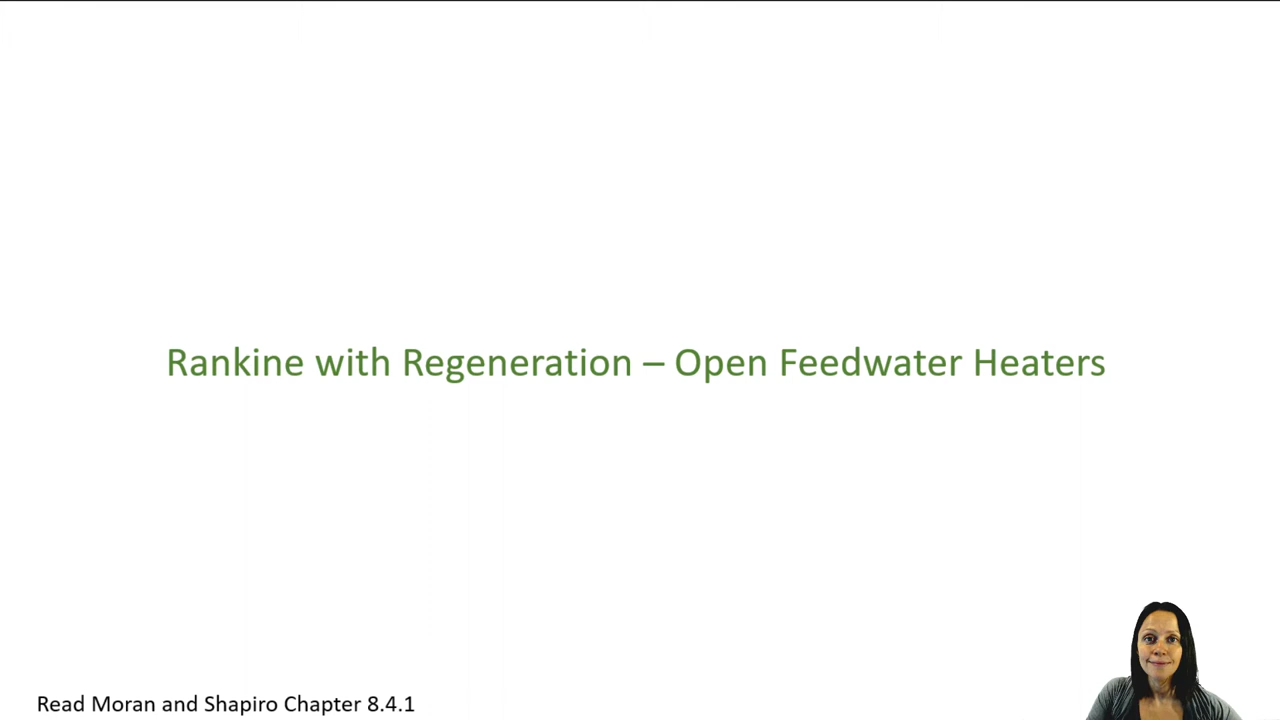 Rankine with Regeneration – Open Feedwater Heaters
Read Moran and Shapiro Chapter 8.4.1